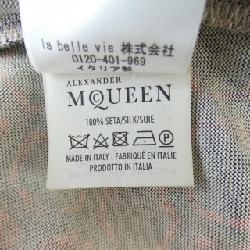 la belle vie 株式会社
0120-401-969
イタリア製
ALEXANDER
McQUEEN
100% SETA/SILK/SOIE
MADE IN ITALY - FABRIQUÉ EN ITALIE
PRODOTTO IN ITALIA